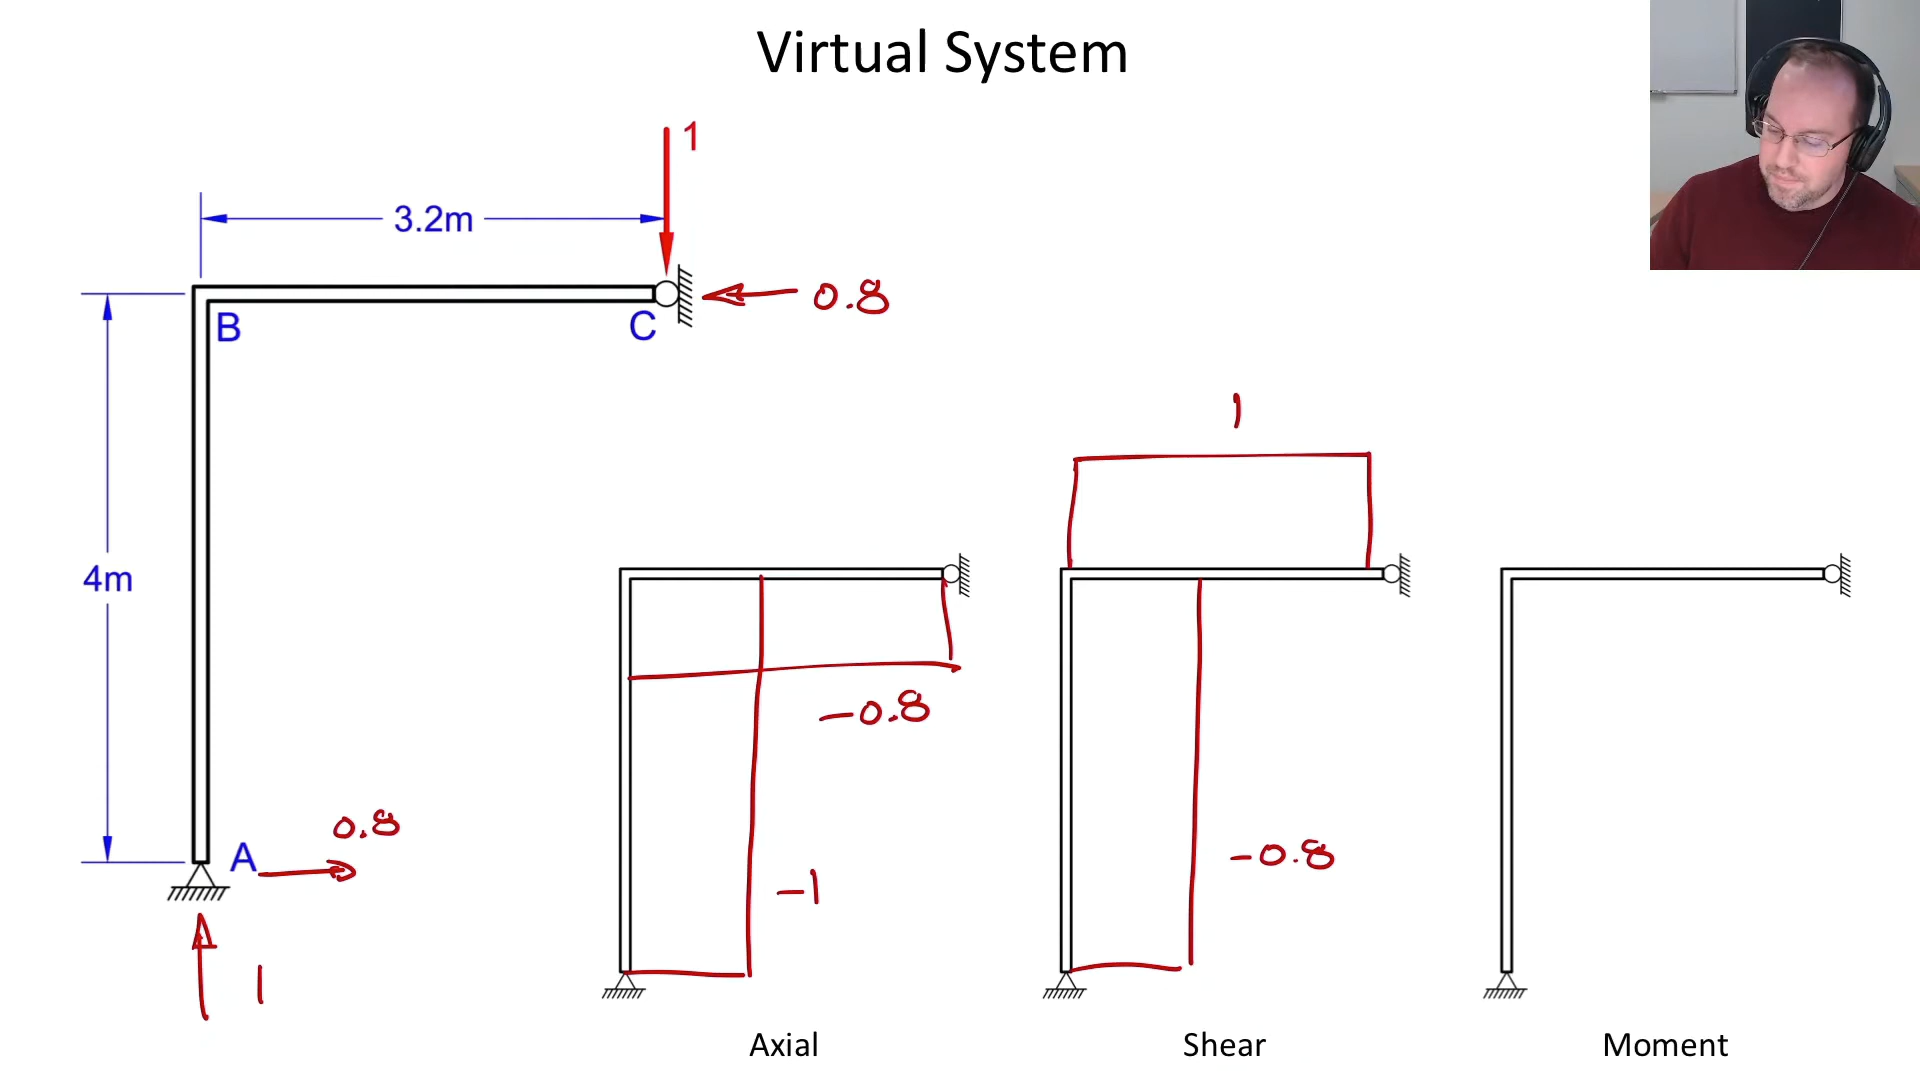 Virtual System
1
3.2m
B
C
0.8
4m
A
0.8
1
-0.8
-1
Axial
1
-0.8
Shear
Moment